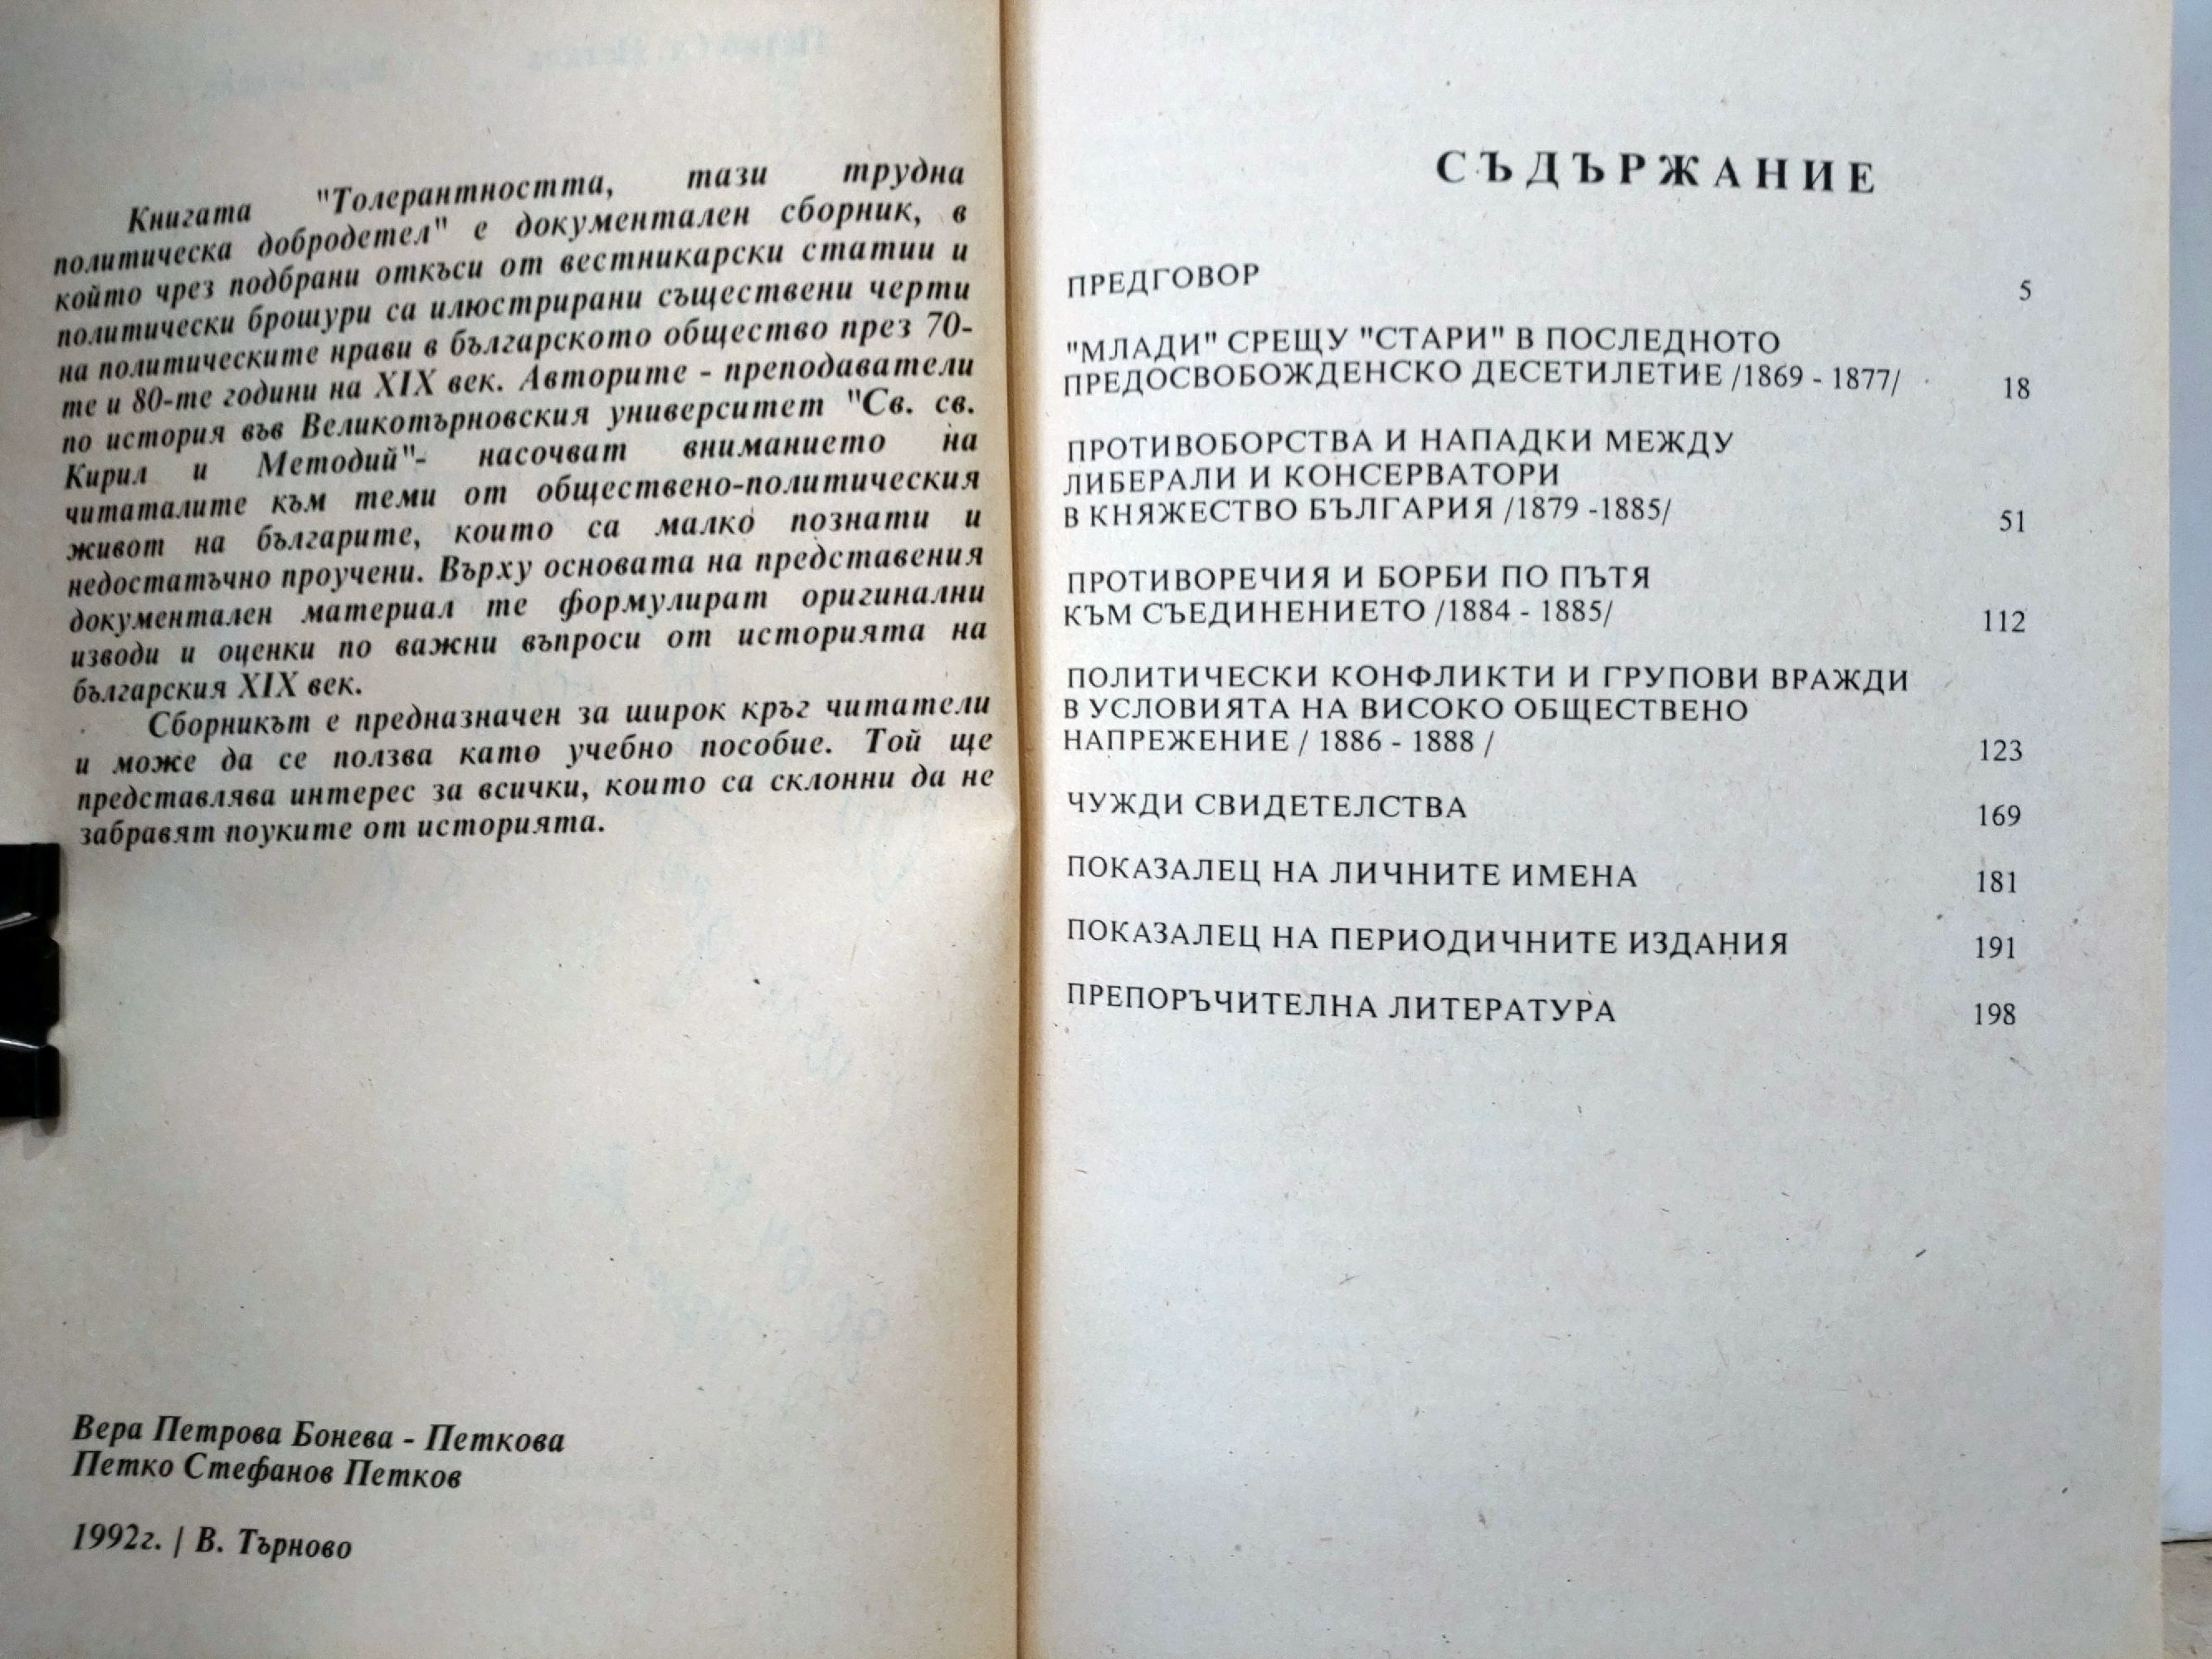 Книгата "Толерантността, тази трудна
политическа добродетел" е документален сборник, в
който чрез подбрани откъси от вестникарски статии и
политически брошури са илюстрирани съществени черти
на политическите нрави в българското общество през 70-
те и 80-те години на XIX век. Авторите - преподаватели
по история във Великотърновския университет "Св. св.
Кирил и Методий"- насочват вниманието на
читаталите към теми от обществено-политическия
живот на българите, които са малко познати и
недостатъчно проучени. Върху основата на представения
документален материал те формулират оригинални
изводи и оценки по важни въпроси от историята на
българския XIX век.
Сборникът е предназначен за широк кръг читатели
и може да се ползва като учебно пособие. Той ще
представлява интерес за всички, които са склонни да не
забравят поуките от историята.
Вера Петрова Бонева - Петкова
Петко Стефанов Петков
1992г. / В. Търново
СЪДЪРЖАНИЕ
ПРЕДГОВОР 5
"МЛАДИ" СРЕЩУ "СТАРИ" В ПОСЛЕДНОТО
ПРЕДОСВОБОЖДЕНСКО ДЕСЕТИЛЕТИЕ /1869 - 1877/ 18
ПРОТИВОБОРСТВА И НАПАДКИ МЕЖДУ
ЛИБЕРАЛИ И КОНСЕРВАТОРИ
В КНЯЖЕСТВО БЪЛГАРИЯ /1879 -1885/ 51
ПРОТИВОРЕЧИЯ И БОРБИ ПО ПЪТЯ
КЪМ СЪЕДИНЕНИЕТО /1884 - 1885/ 112
ПОЛИТИЧЕСКИ КОНФЛИКТИ И ГРУПОВИ ВРАЖДИ
В УСЛОВИЯТА НА ВИСОКО ОБЩЕСТВЕНО
НАПРЕЖЕНИЕ / 1886 - 1888 / 123
ЧУЖДИ СВИДЕТЕЛСТВА 169
ПОКАЗАЛЕЦ НА ЛИЧНИТЕ ИМЕНА 181
ПОКАЗАЛЕЦ НА ПЕРИОДИЧНИТЕ ИЗДАНИЯ 191
ПРЕПОРЪЧИТЕЛНА ЛИТЕРАТУРА 198